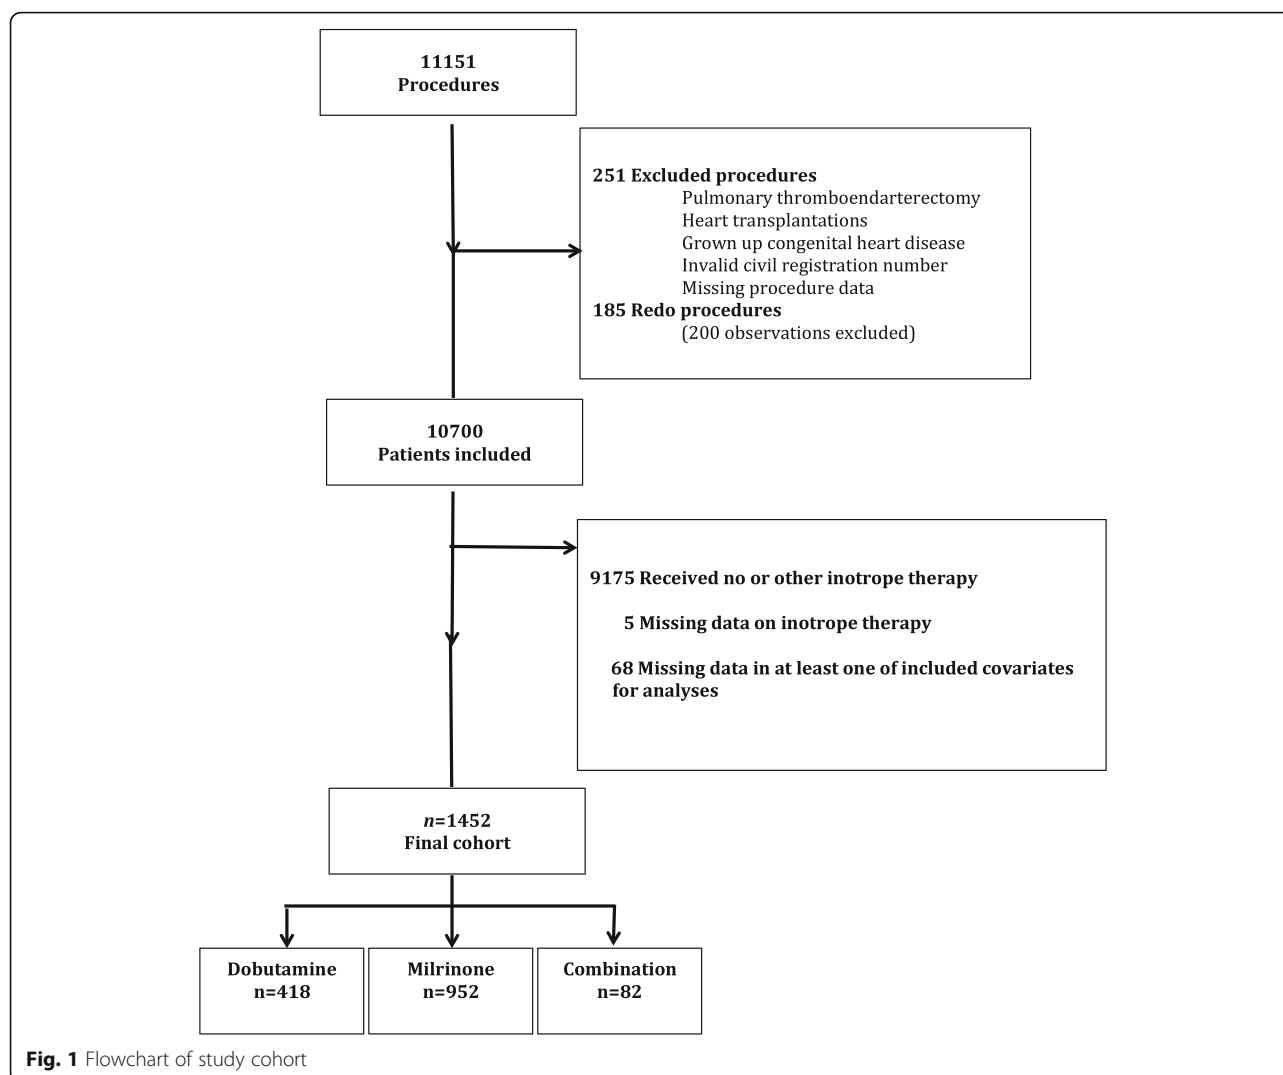 11151
Procedures
251 Excluded procedures
Pulmonary thromboendarterectomy
Heart transplantations
Grown up congenital heart disease
Invalid civil registration number
Missing procedure data
185 Redo procedures
(200 observations excluded)
10700
Patients included
9175 Received no or other inotrope therapy
5 Missing data on inotrope therapy
68 Missing data in at least one of included covariates
for analyses
n=1452
Final cohort
Dobutamine
n=418
Milrinone
n=952
Combination
n=82
Fig. 1 Flowchart of study cohort